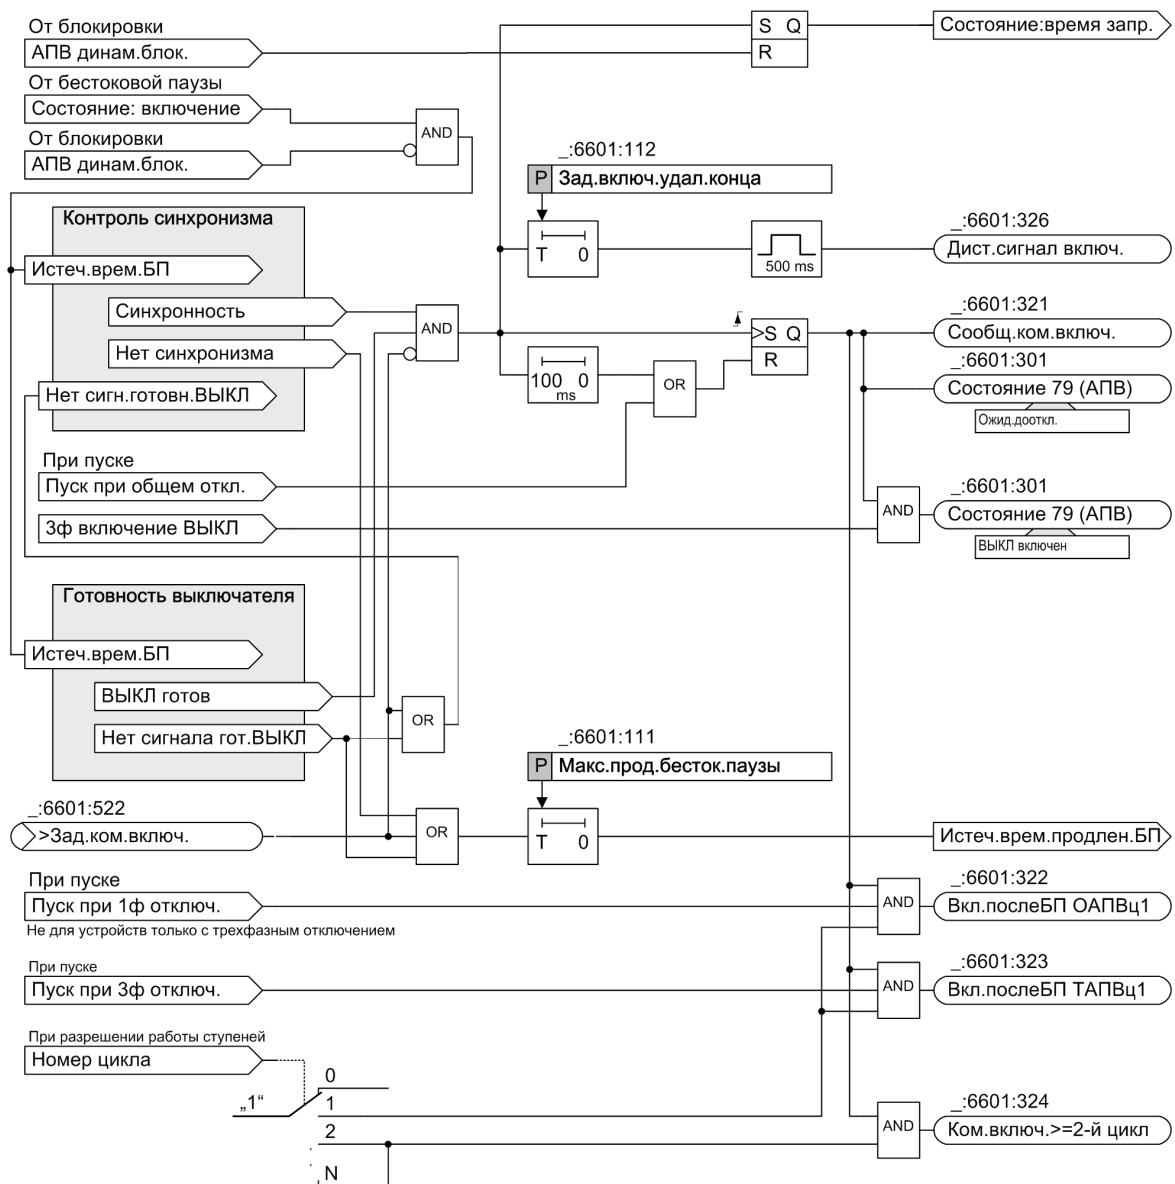 От блокировки
АПВ динам.блок.
S Q
R
Состояние:время запр.
От бестоковой паузы
Состояние: включение
AND
От блокировки
АПВ динам.блок.
_:6601:112
P Зад.включ.удал.конца
T 0
500 ms
_:6601:326
Дист.сигнал включ.
Контроль синхронизма
Истеч.врем.БП
Синхронность
Нет синхронизма
Нет сигн.готовн.ВЫКЛ
AND
100 0
ms
OR
>S Q
R
_:6601:321
Сообщ.ком.включ.
_:6601:301
Состояние 79 (АПВ)
Ожид.дооткл.
При пуске
Пуск при общем откл.
3ф включение ВЫКЛ
AND
_:6601:301
Состояние 79 (АПВ)
ВЫКЛ включен
Готовность выключателя
Истеч.врем.БП
ВЫКЛ готов
Нет сигнала гот.ВЫКЛ
OR
_:6601:111
P Макс.прод.бесток.паузы
_:6601:522
>Зад.ком.включ.
OR
T 0
Истеч.врем.продлен.БП
При пуске
Пуск при 1ф отключ.
Не для устройств только с трехфазным отключением
AND
_:6601:322
Вкл.послеБП ОАПВц1
При пуске
Пуск при 3ф отключ.
AND
_:6601:323
Вкл.послеБП ТАПВц1
При разрешении работы ступеней
Номер цикла
„1“
0
1
2
N
AND
_:6601:324
Ком.включ.>=2-й цикл